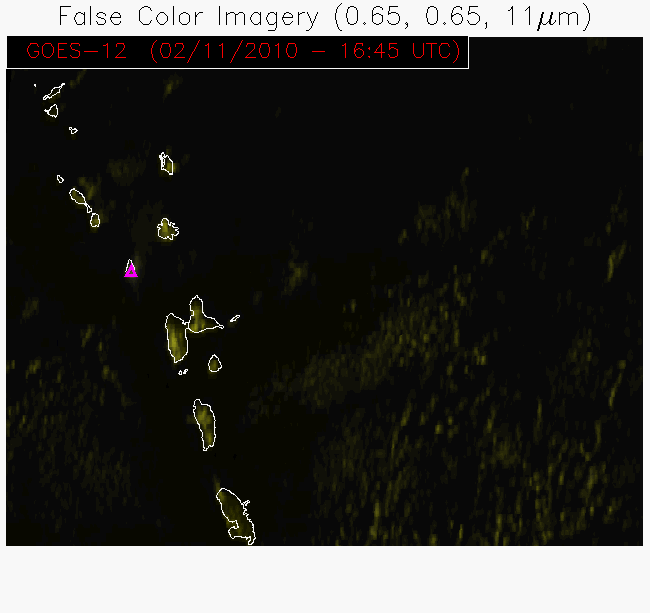 False Color Imagery (0.65, 0.65, 11μm)
GOES-12 (02/11/2010 - 16:45 UTC)